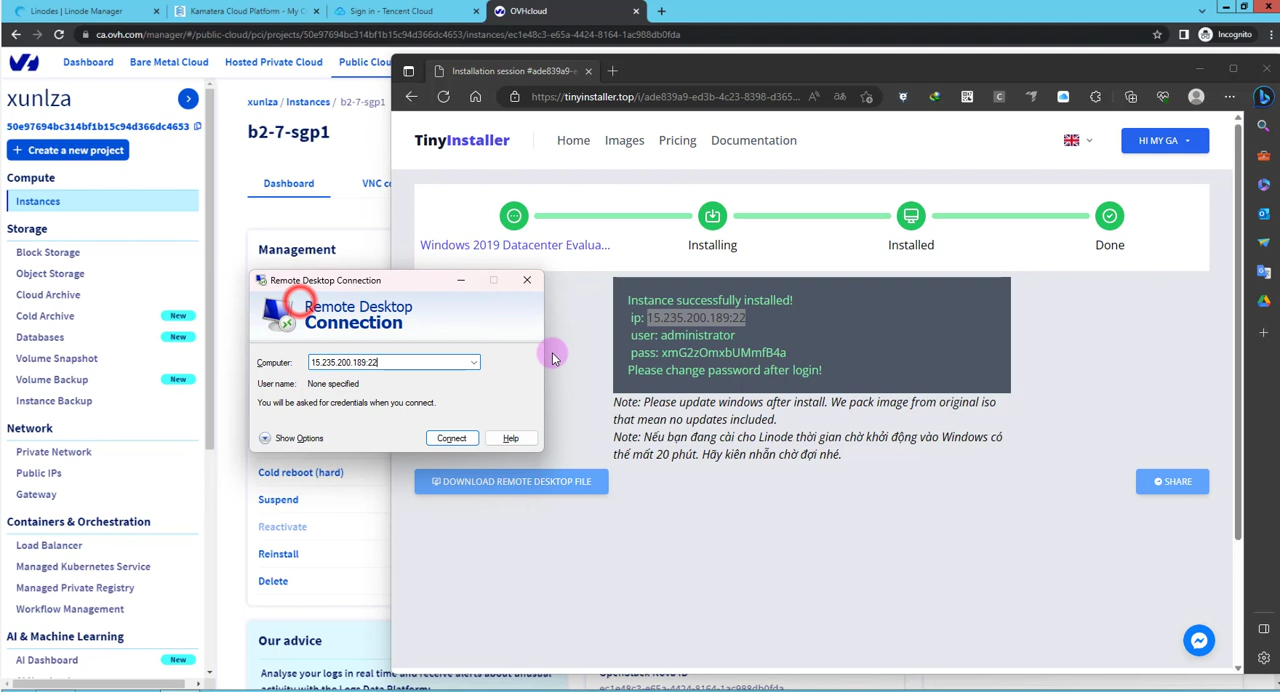 Linodes | Linode Manager
Kamatera Cloud Platform - My C
Sign in - Tencent Cloud
OVHcloud
ca.ovh.com/manager/#/public-cloud/pci/projects/50e97694bc314bf1b15c94d366dc4653/instances/ec1e48c3-e65a-4424-8164-1ac988db0fda
Incognito
Dashboard
Bare Metal Cloud
Hosted Private Cloud
Public Clou
xunlza
50e97694bc314bf1b15c94d366dc4653
+ Create a new project
Compute
Instances
Storage
Block Storage
Object Storage
Cloud Archive
Cold Archive New
Databases New
Volume Snapshot
Volume Backup New
Instance Backup
Network
Private Network
Public IPs
Gateway
Containers & Orchestration
Load Balancer
Managed Kubernetes Service
Managed Private Registry
Workflow Management
AI & Machine Learning
AI Dashboard New
xunlza / Instances / b2-7-sgp1
b2-7-sgp1
Dashboard
VNC co
Management
Cold reboot (hard)
Suspend
Reactivate
Reinstall
Delete
Our advice
Analyse your logs in real time and receive alerts about unusual
Remote Desktop Connection
Remote Desktop
Connection
Computer: 15.235.200.189:22
User name: None specified
You will be asked for credentials when you connect.
Show Options
Connect
Help
Installation session #ade839a9-e
https://tinyinstaller.top/i/ade839a9-ed3b-4c23-8398-d365...
TinyInstaller
Home
Images
Pricing
Documentation
HI MY GA
Windows 2019 Datacenter Evalua...
Installing
Installed
Done
Instance successfully installed!
ip: 15.235.200.189:22
user: administrator
pass: xmG2zOmxbUMmfB4a
Please change password after login!
Note: Please update windows after install. We pack image from original iso
that mean no updates included.
Note: Nếu bạn đang cài cho Linode thời gian chờ khởi động vào Windows có
thể mất 20 phút. Hãy kiên nhẫn chờ đợi nhé.
DOWNLOAD REMOTE DESKTOP FILE
SHARE